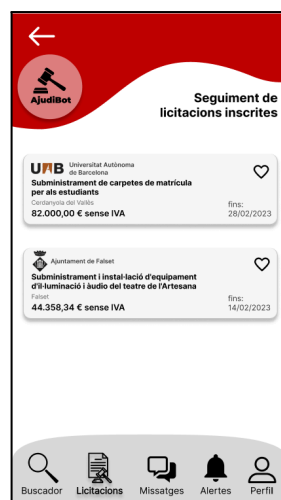 AjudiBot
Seguiment de
licitacions inscrites
UAB
Universitat Autònoma
de Barcelona
Subministrament de carpetes de matrícula
per als estudiants
Cerdanyola del Vallès
82.000,00 € sense IVA
fins:
28/02/2023
Ajuntament de Falset
Subministrament i instal·lació d'equipament
d'il·luminació i àudio del teatre de l'Artesana
Falset
44.358,34 € sense IVA
fins:
14/02/2023
Buscador
Licitacions
Missatges
Alertes
Perfil